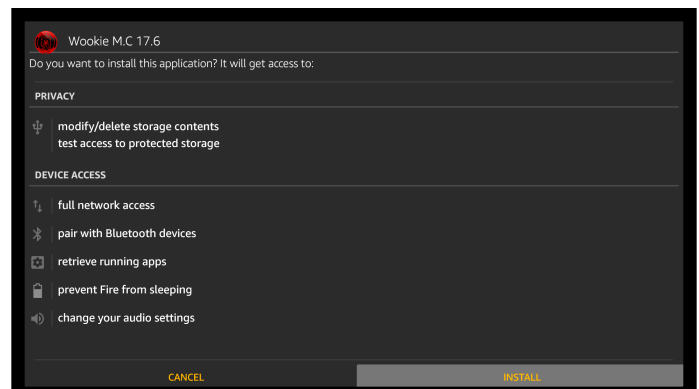 Wookie M.C 17.6
Do you want to install this application? It will get access to:
PRIVACY
modify/delete storage contents
test access to protected storage
DEVICE ACCESS
full network access
pair with Bluetooth devices
retrieve running apps
prevent Fire from sleeping
change your audio settings
CANCEL
INSTALL